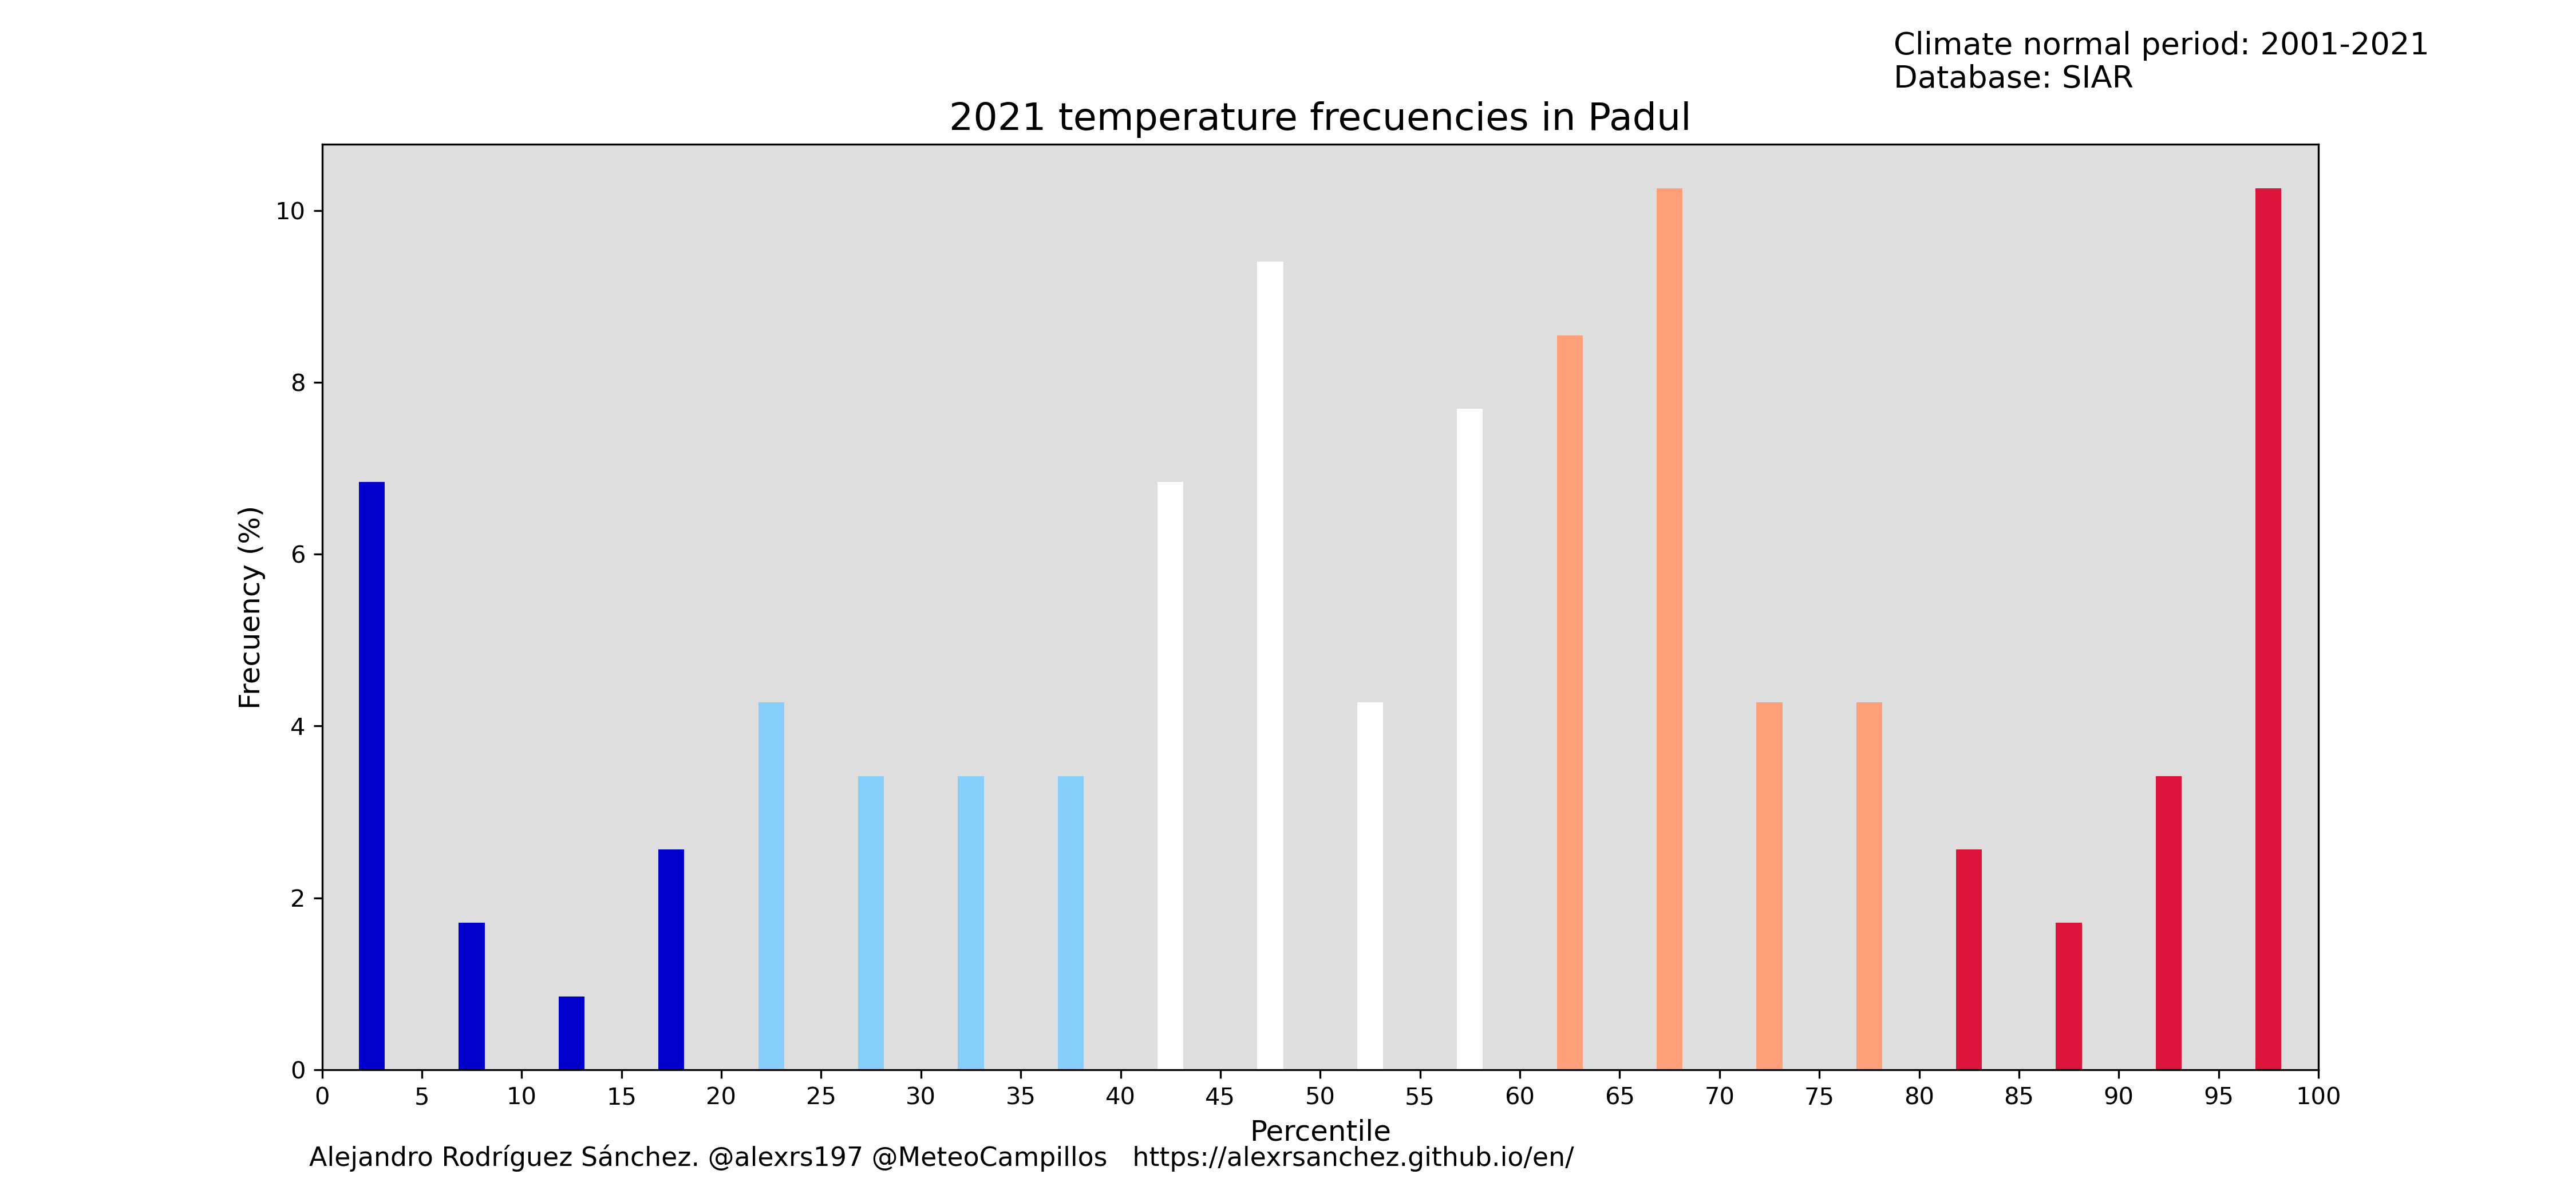 Climate normal period: 2001-2021
Database: SIAR
2021 temperature frecuencies in Padul
10
8
6
4
2
0
Frecuency (%)
0 5 10 15 20 25 30 35 40 45 50 55 60 65 70 75 80 85 90 95 100
Percentile
Alejandro Rodríguez Sánchez. @alexrs197 @MeteoCampillos https://alexrsanchez.github.io/en/